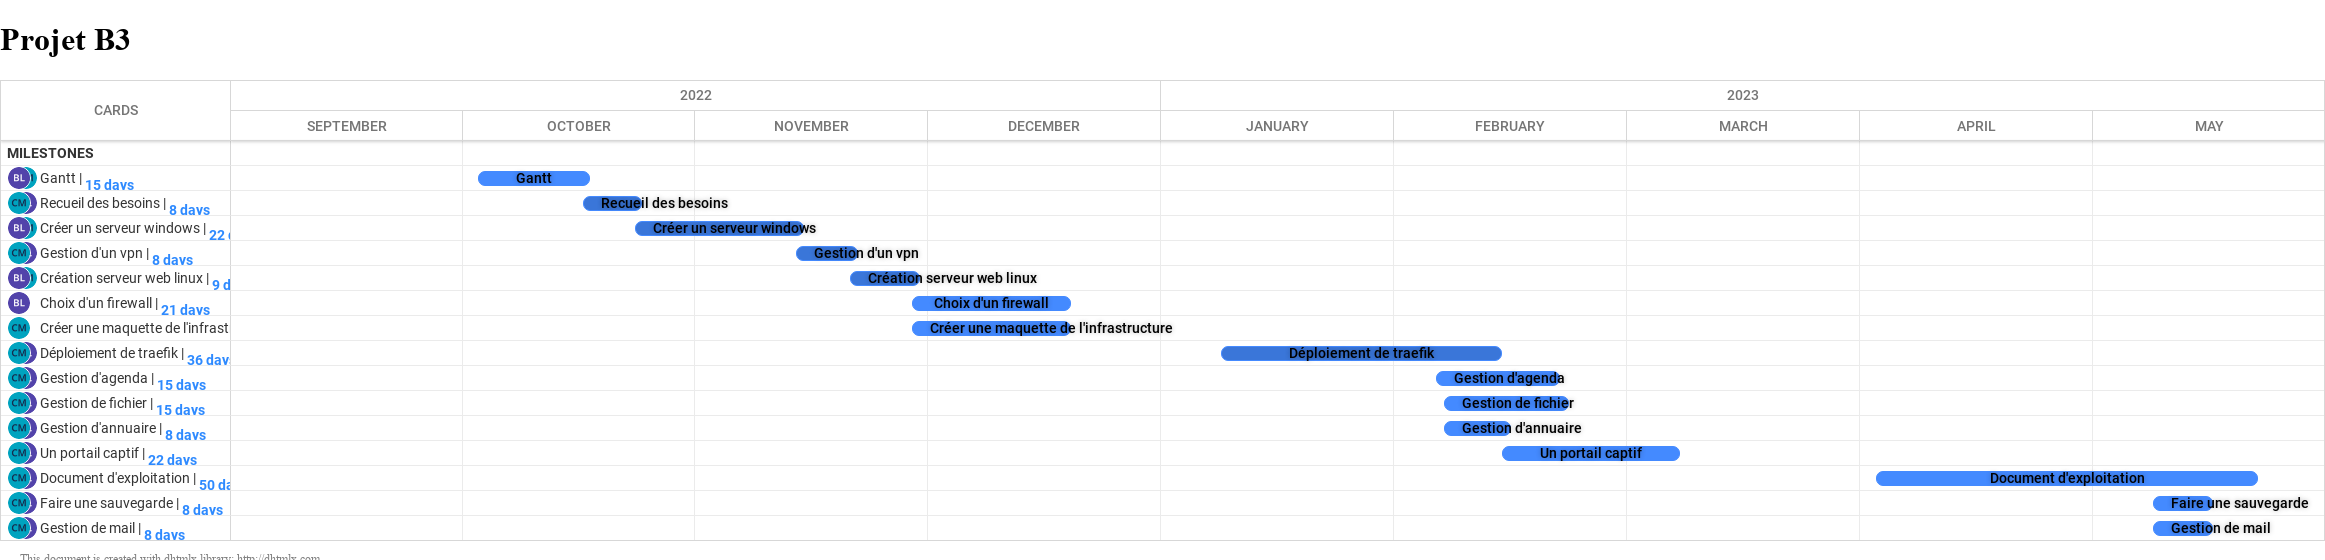 Projet B3
CARDS
2022
2023
SEPTEMBER
OCTOBER
NOVEMBER
DECEMBER
JANUARY
FEBRUARY
MARCH
APRIL
MAY
MILESTONES
BL Gantt | 15 days
Gantt
CM Recueil des besoins | 8 days
Recueil des besoins
BL Créer un serveur windows | 22
Créer un serveur windows
CM Gestion d'un vpn | 8 days
Gestion d'un vpn
BL Création serveur web linux | 9 d
Création serveur web linux
BL Choix d'un firewall | 21 days
Choix d'un firewall
CM Créer une maquette de l'infrast
Créer une maquette de l'infrastructure
CM Déploiement de traefik | 36 day
Déploiement de traefik
CM Gestion d'agenda | 15 days
Gestion d'agenda
CM Gestion de fichier | 15 days
Gestion de fichier
CM Gestion d'annuaire | 8 days
Gestion d'annuaire
CM Un portail captif | 22 days
Un portail captif
CM Document d'exploitation | 50 da
Document d'exploitation
CM Faire une sauvegarde | 8 days
Faire une sauvegarde
CM Gestion de mail | 8 days
Gestion de mail
This document is created with dhtmlx library: http://dhtmlx.com